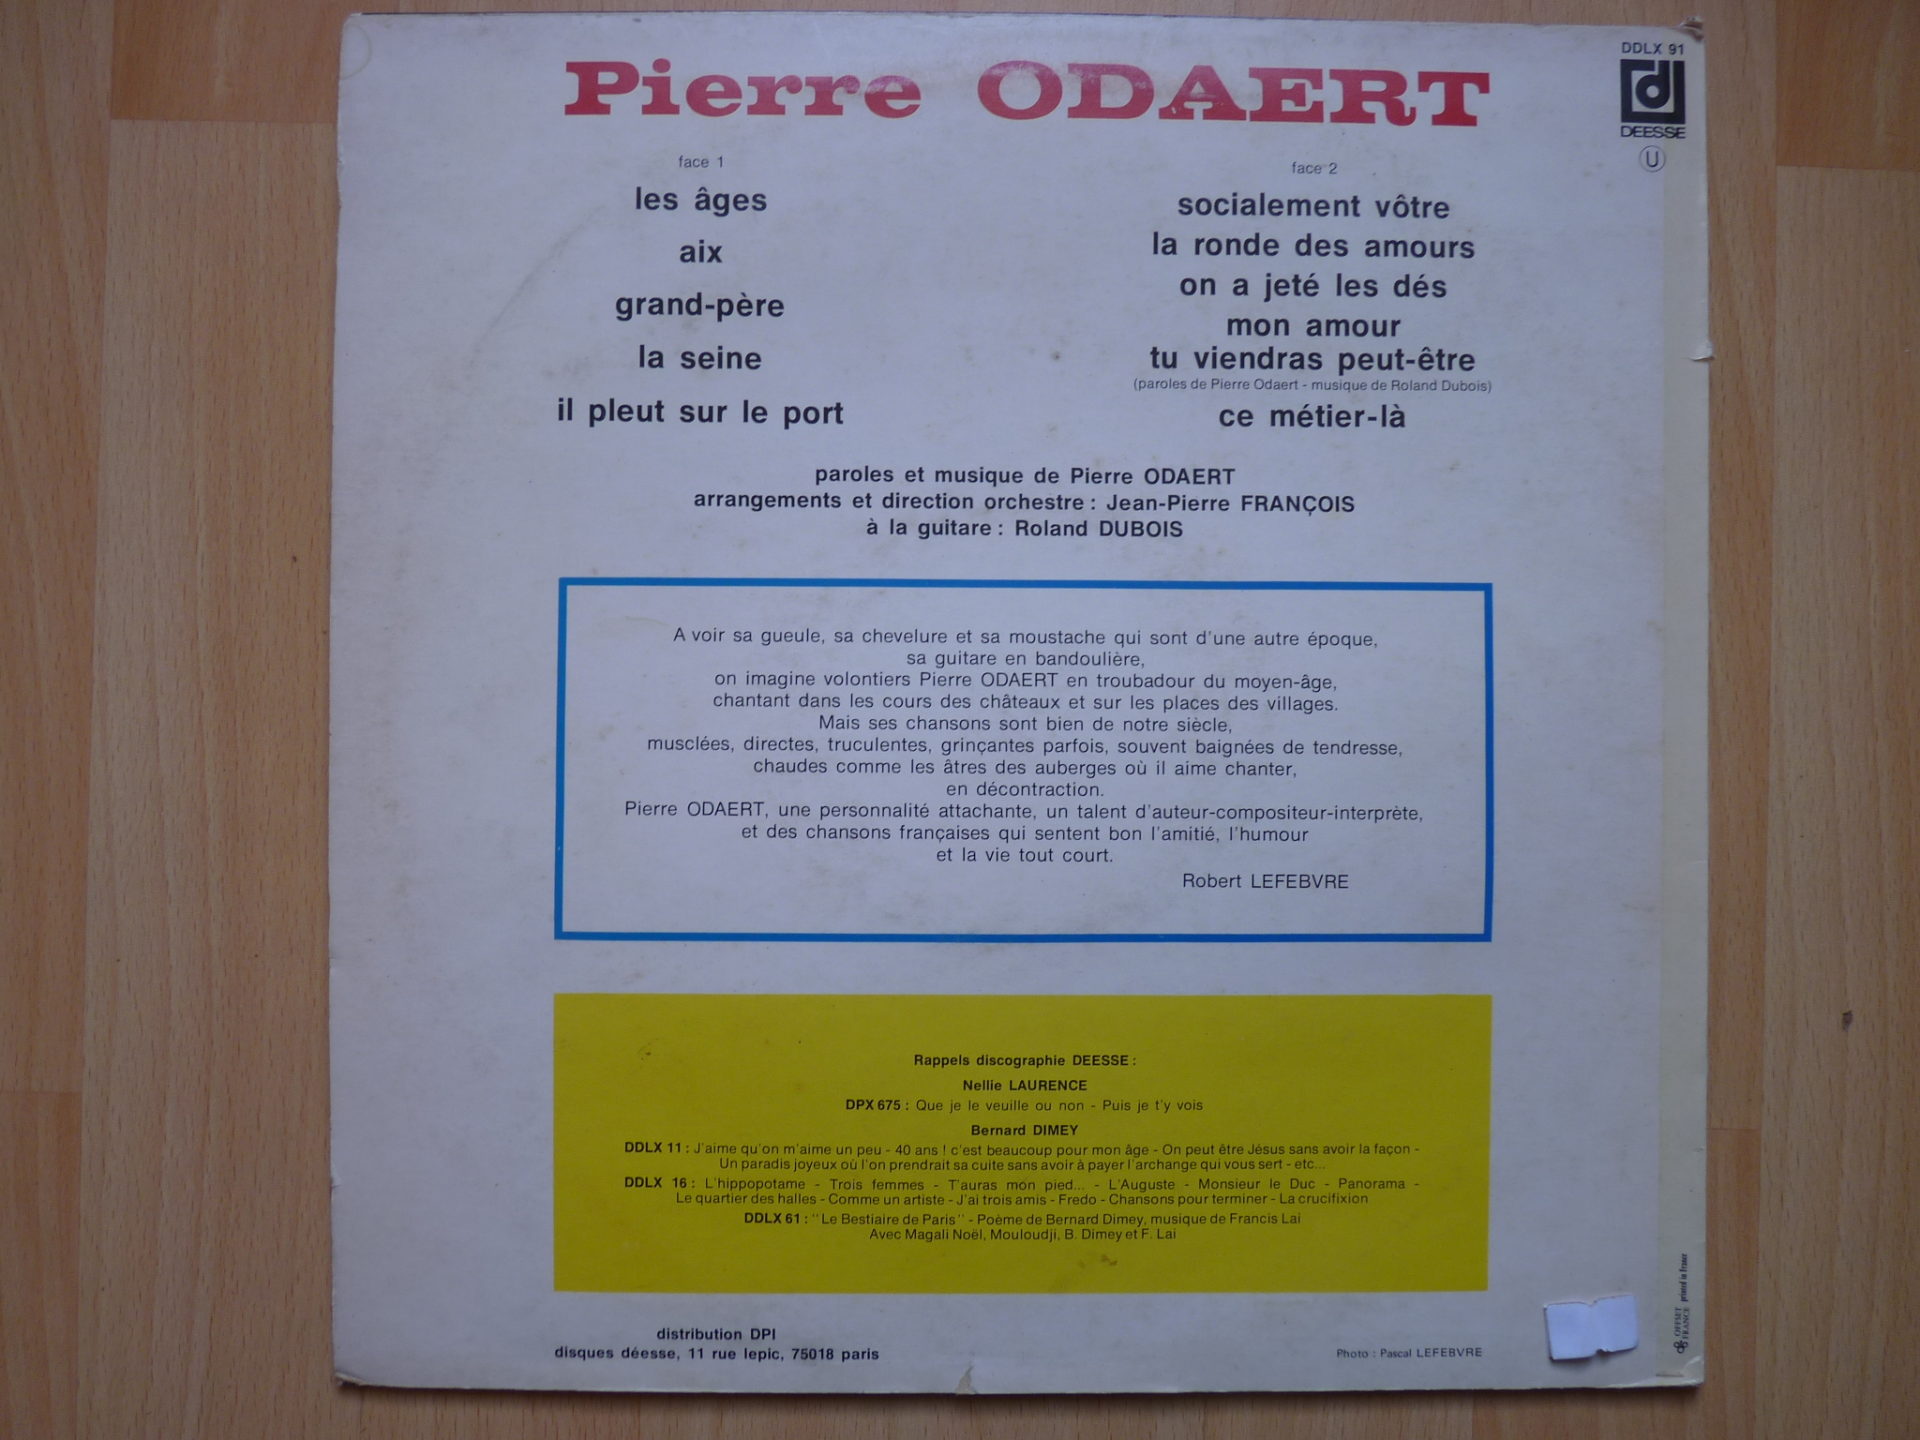 Pierre ODAERT
DDLX 91
d
DEESSE
U
face 1
les âges
aix
grand-père
la seine
il pleut sur le port
face 2
socialement vôtre
la ronde des amours
on a jeté les dés
mon amour
tu viendras peut-être
(paroles de Pierre Odaert - musique de Roland Dubois)
ce métier-là
paroles et musique de Pierre ODAERT
arrangements et direction orchestre : Jean-Pierre FRANÇOIS
à la guitare : Roland DUBOIS
A voir sa gueule, sa chevelure et sa moustache qui sont d'une autre époque,
sa guitare en bandoulière,
on imagine volontiers Pierre ODAERT en troubadour du moyen-âge,
chantant dans les cours des châteaux et sur les places des villages.
Mais ses chansons sont bien de notre siècle,
musclées, directes, truculentes, grinçantes parfois, souvent baignées de tendresse,
chaudes comme les âtres des auberges où il aime chanter,
en décontraction.
Pierre ODAERT, une personnalité attachante, un talent d'auteur-compositeur-interprète,
et des chansons françaises qui sentent bon l'amitié, l'humour
et la vie tout court.
Robert LEFEBVRE
Rappels discographie DEESSE :
Nellie LAURENCE
DPX 675 : Que je le veuille ou non - Puis je t'y vois
Bernard DIMEY
DDLX 11 : J'aime qu'on m'aime un peu - 40 ans ! c'est beaucoup pour mon âge - On peut être Jésus sans avoir la façon -
Un paradis joyeux où l'on prendrait sa cuite sans avoir à payer l'archange qui vous sert - etc...
DDLX 16 : L'hippopotame - Trois femmes - T'auras mon pied... - L'Auguste - Monsieur le Duc - Panorama -
Le quartier des halles - Comme un artiste - J'ai trois amis - Fredo - Chansons pour terminer - La crucifixion
DDLX 61 : "Le Bestiaire de Paris" - Poème de Bernard Dimey, musique de Francis Lai
Avec Magali Noël, Mouloudji, B. Dimey et F. Lai
distribution DPI
disques déesse, 11 rue lepic, 75018 paris
Photo : Pascal LEFEBVRE
OFFSET FRANCE printed in France